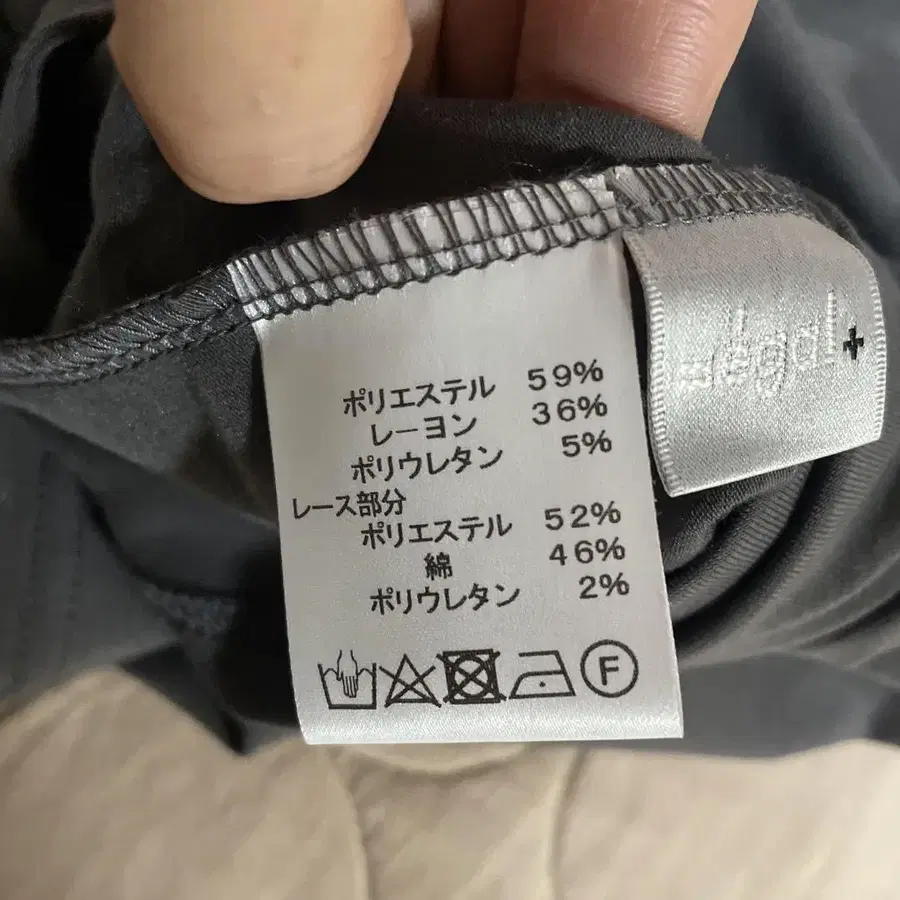 ポリエステル 59%
レーヨン 36%
ポリウレタン 5%
レース部分
ポリエステル 52%
綿 46%
ポリウレタン 2%
F